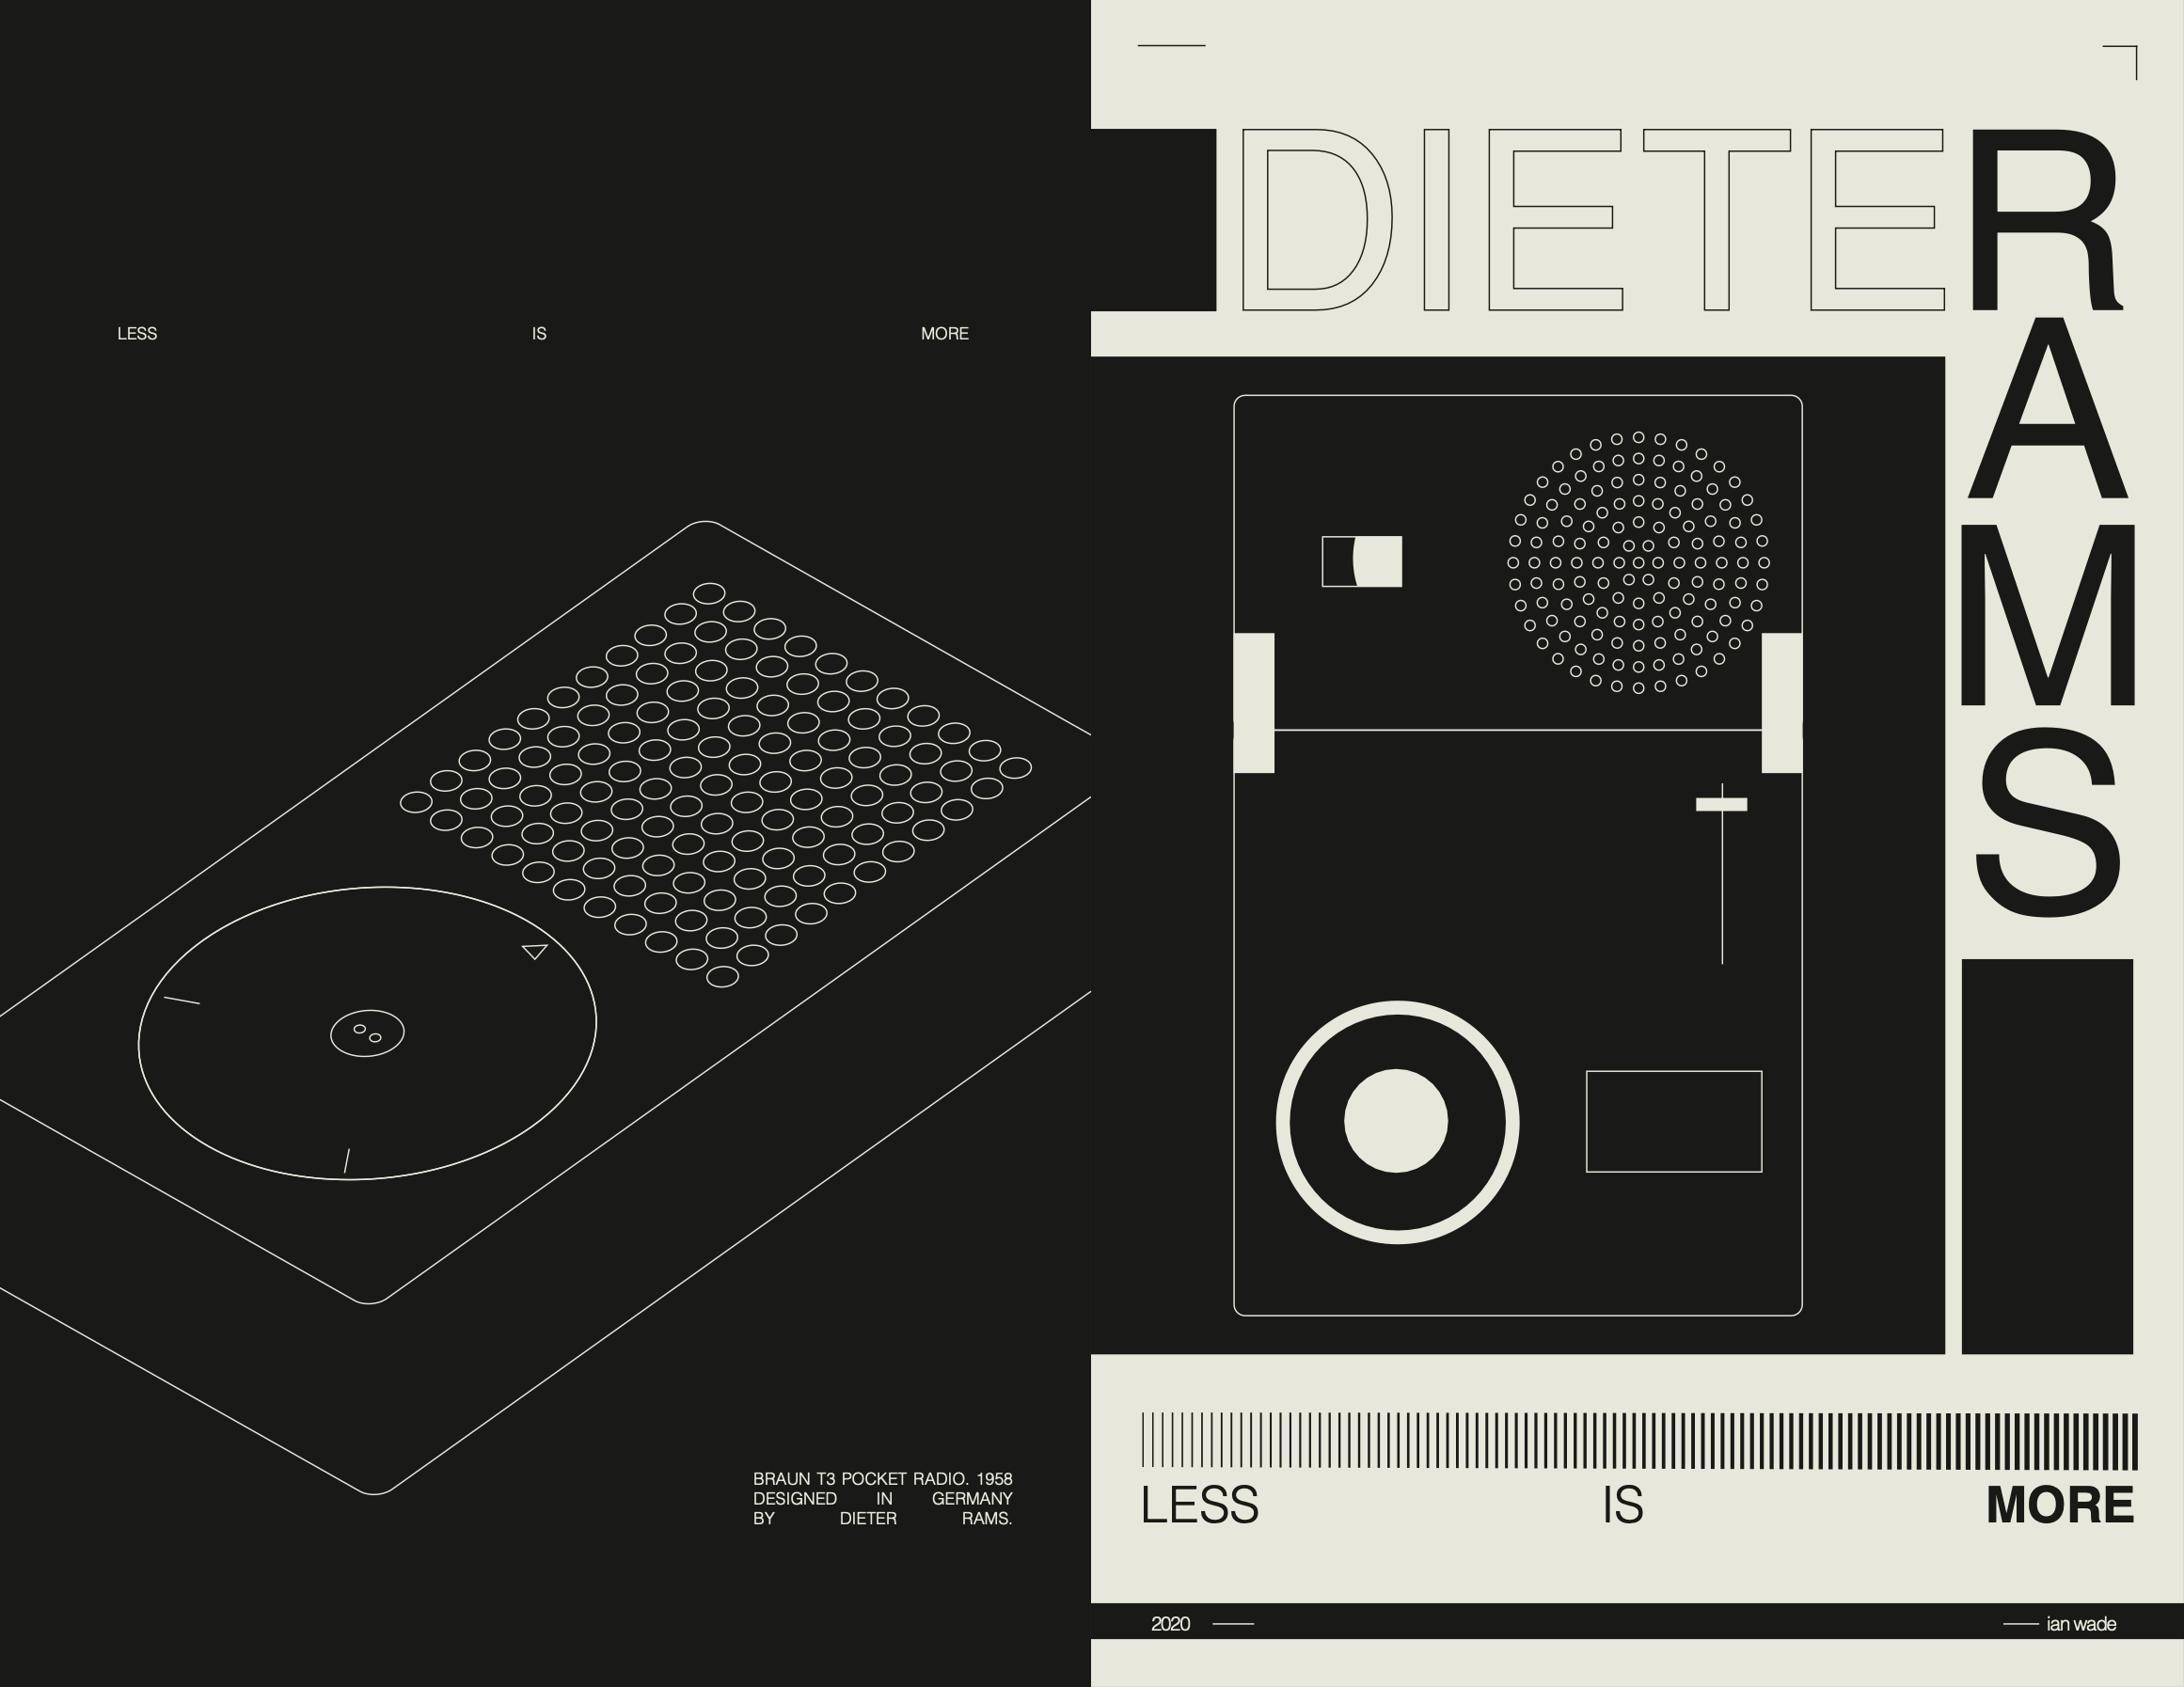 LESS IS MORE
BRAUN T3 POCKET RADIO. 1958
DESIGNED IN GERMANY
BY DIETER RAMS.
DIETER
RAMS
LESS IS MORE
2020
ian wade